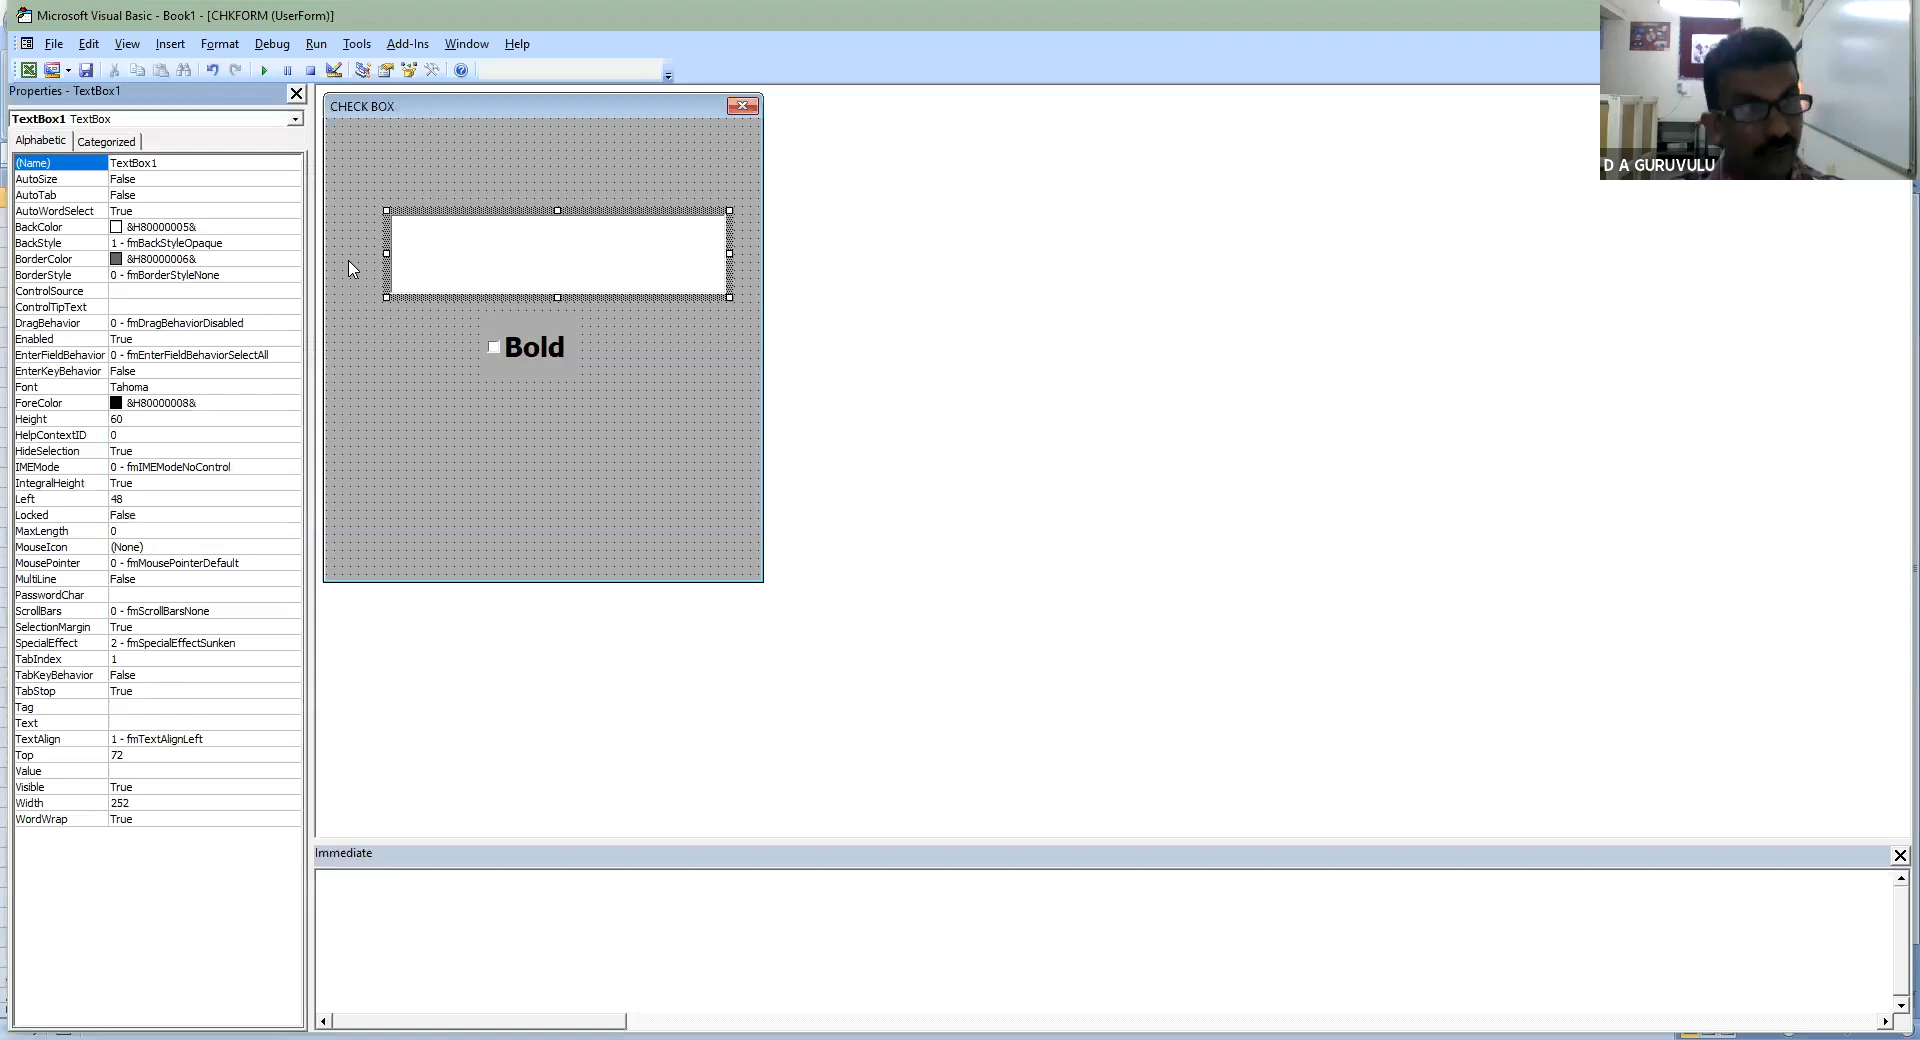 Microsoft Visual Basic - Book1 - [CHKFORM (UserForm)]
File Edit View Insert Format Debug Run Tools Add-Ins Window Help
Properties - TextBox1
TextBox1 TextBox
Alphabetic Categorized
(Name) TextBox1
AutoSize False
AutoTab False
AutoWordSelect True
BackColor &H80000005&
BackStyle 1 - fmBackStyleOpaque
BorderColor &H80000006&
BorderStyle 0 - fmBorderStyleNone
ControlSource
ControlTipText
DragBehavior 0 - fmDragBehaviorDisabled
Enabled True
EnterFieldBehavior 0 - fmEnterFieldBehaviorSelectAll
EnterKeyBehavior False
Font Tahoma
ForeColor &H80000008&
Height 60
HelpContextID 0
HideSelection True
IMEMode 0 - fmIMEModeNoControl
IntegralHeight True
Left 48
Locked False
MaxLength 0
MouseIcon (None)
MousePointer 0 - fmMousePointerDefault
MultiLine False
PasswordChar
ScrollBars 0 - fmScrollBarsNone
SelectionMargin True
SpecialEffect 2 - fmSpecialEffectSunken
TabIndex 1
TabKeyBehavior False
TabStop True
Tag
Text
TextAlign 1 - fmTextAlignLeft
Top 72
Value
Visible True
Width 252
WordWrap True
CHECK BOX
Bold
Immediate
D A GURUVULU